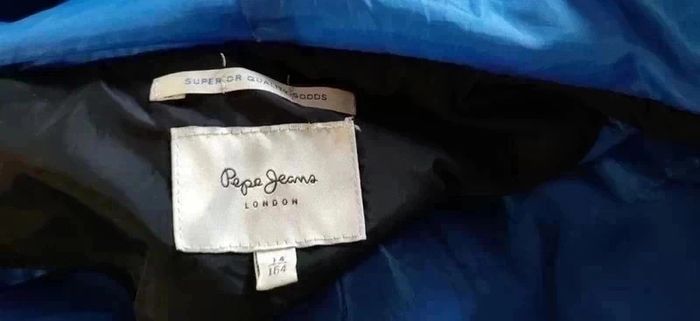 SUPERIOR QUALITY GOODS
Pepe Jeans
LONDON
14
164